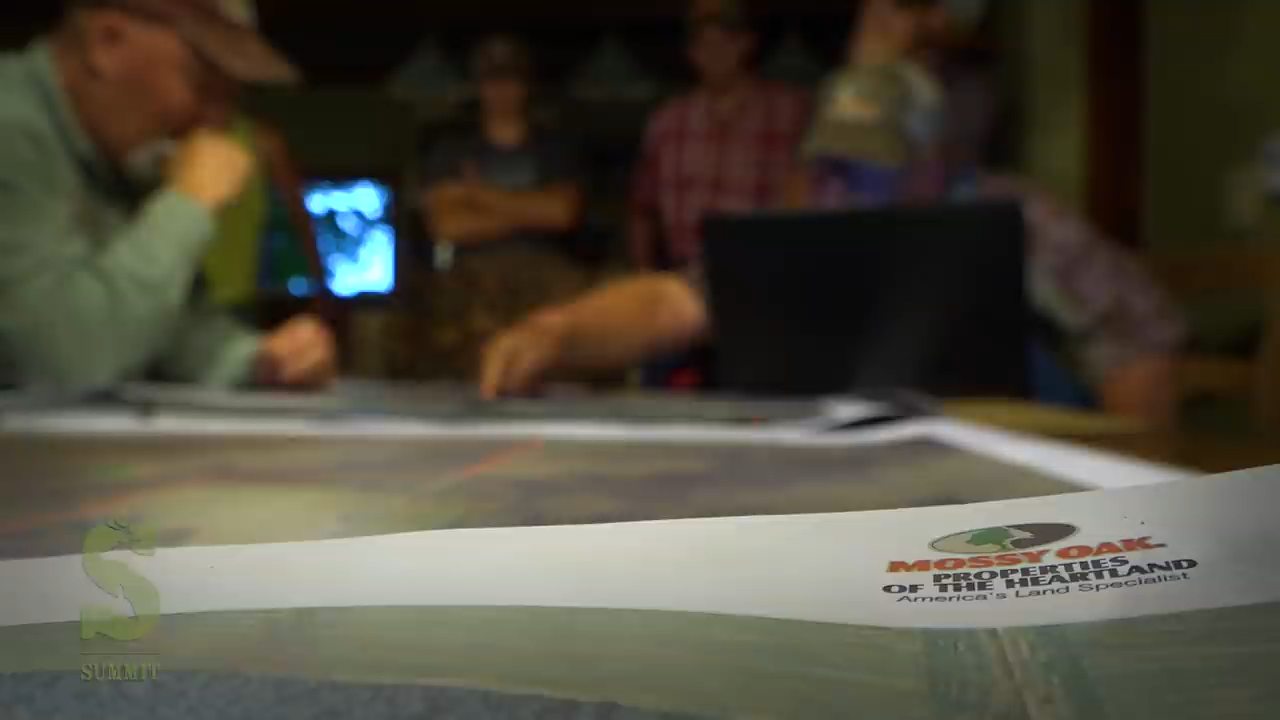 MOSSY OAK
PROPERTIES
OF THE HEARTLAND
America's Land Specialist
S
SUMMIT